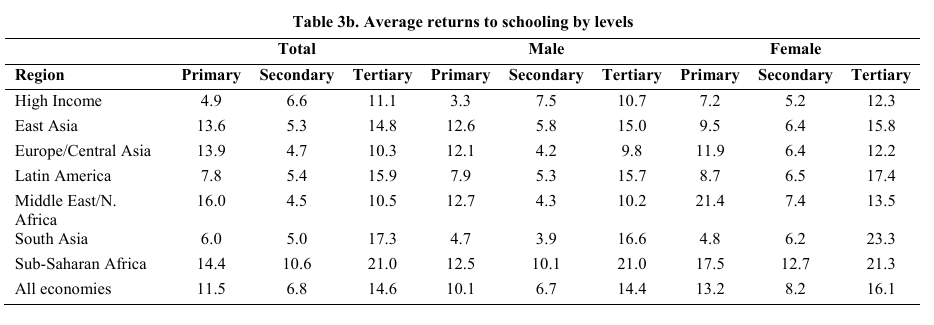 Table 3b. Average returns to schooling by levels
Total Male Female
Region Primary Secondary Tertiary Primary Secondary Tertiary Primary Secondary Tertiary
High Income 4.9 6.6 11.1 3.3 7.5 10.7 7.2 5.2 12.3
East Asia 13.6 5.3 14.8 12.6 5.8 15.0 9.5 6.4 15.8
Europe/Central Asia 13.9 4.7 10.3 12.1 4.2 9.8 11.9 6.4 12.2
Latin America 7.8 5.4 15.9 7.9 5.3 15.7 8.7 6.5 17.4
Middle East/N. 16.0 4.5 10.5 12.7 4.3 10.2 21.4 7.4 13.5
Africa
South Asia 6.0 5.0 17.3 4.7 3.9 16.6 4.8 6.2 23.3
Sub-Saharan Africa 14.4 10.6 21.0 12.5 10.1 21.0 17.5 12.7 21.3
All economies 11.5 6.8 14.6 10.1 6.7 14.4 13.2 8.2 16.1